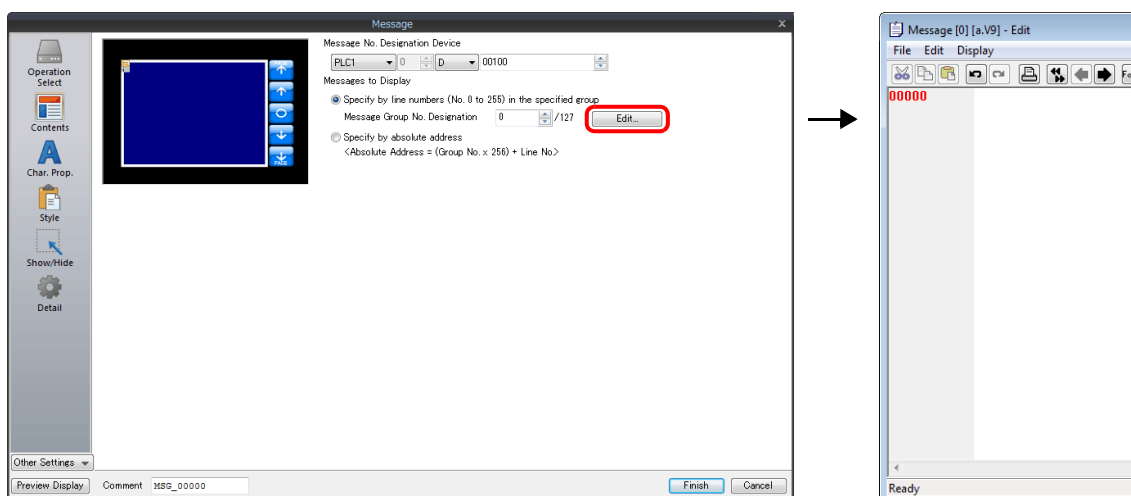 Message
X
Operation
Select
Contents
Char. Prop.
Style
Show/Hide
Detail
Other Settings
PAGE
Message No. Designation Device
PLC1 0 D 00100
Messages to Display
Specify by line numbers (No. 0 to 255) in the specified group
Message Group No. Designation 0 /127 Edit...
Specify by absolute address
<Absolute Address = (Group No. x 256) + Line No.>
Preview Display Comment MSG_00000 Finish Cancel
Message [0] [a.V9] - Edit
File Edit Display
00000
Ready